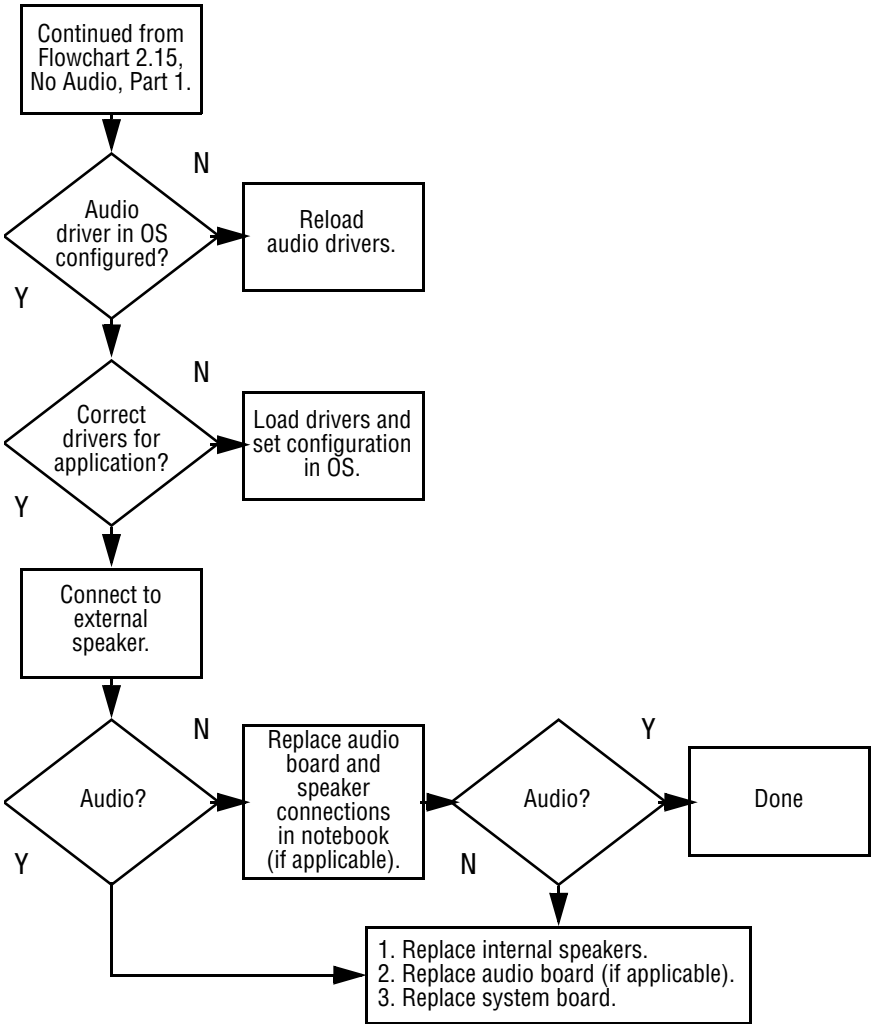 Continued from
Flowchart 2.15,
No Audio, Part 1.
N
Audio
driver in OS
configured?
Reload
audio drivers.
Y
N
Correct
drivers for
application?
Load drivers and
set configuration
in OS.
Y
Connect to
external
speaker.
N
Audio?
Replace audio
board and
speaker
connections
in notebook
(if applicable).
Audio?
Y
Done
Y
N
1. Replace internal speakers.
2. Replace audio board (if applicable).
3. Replace system board.